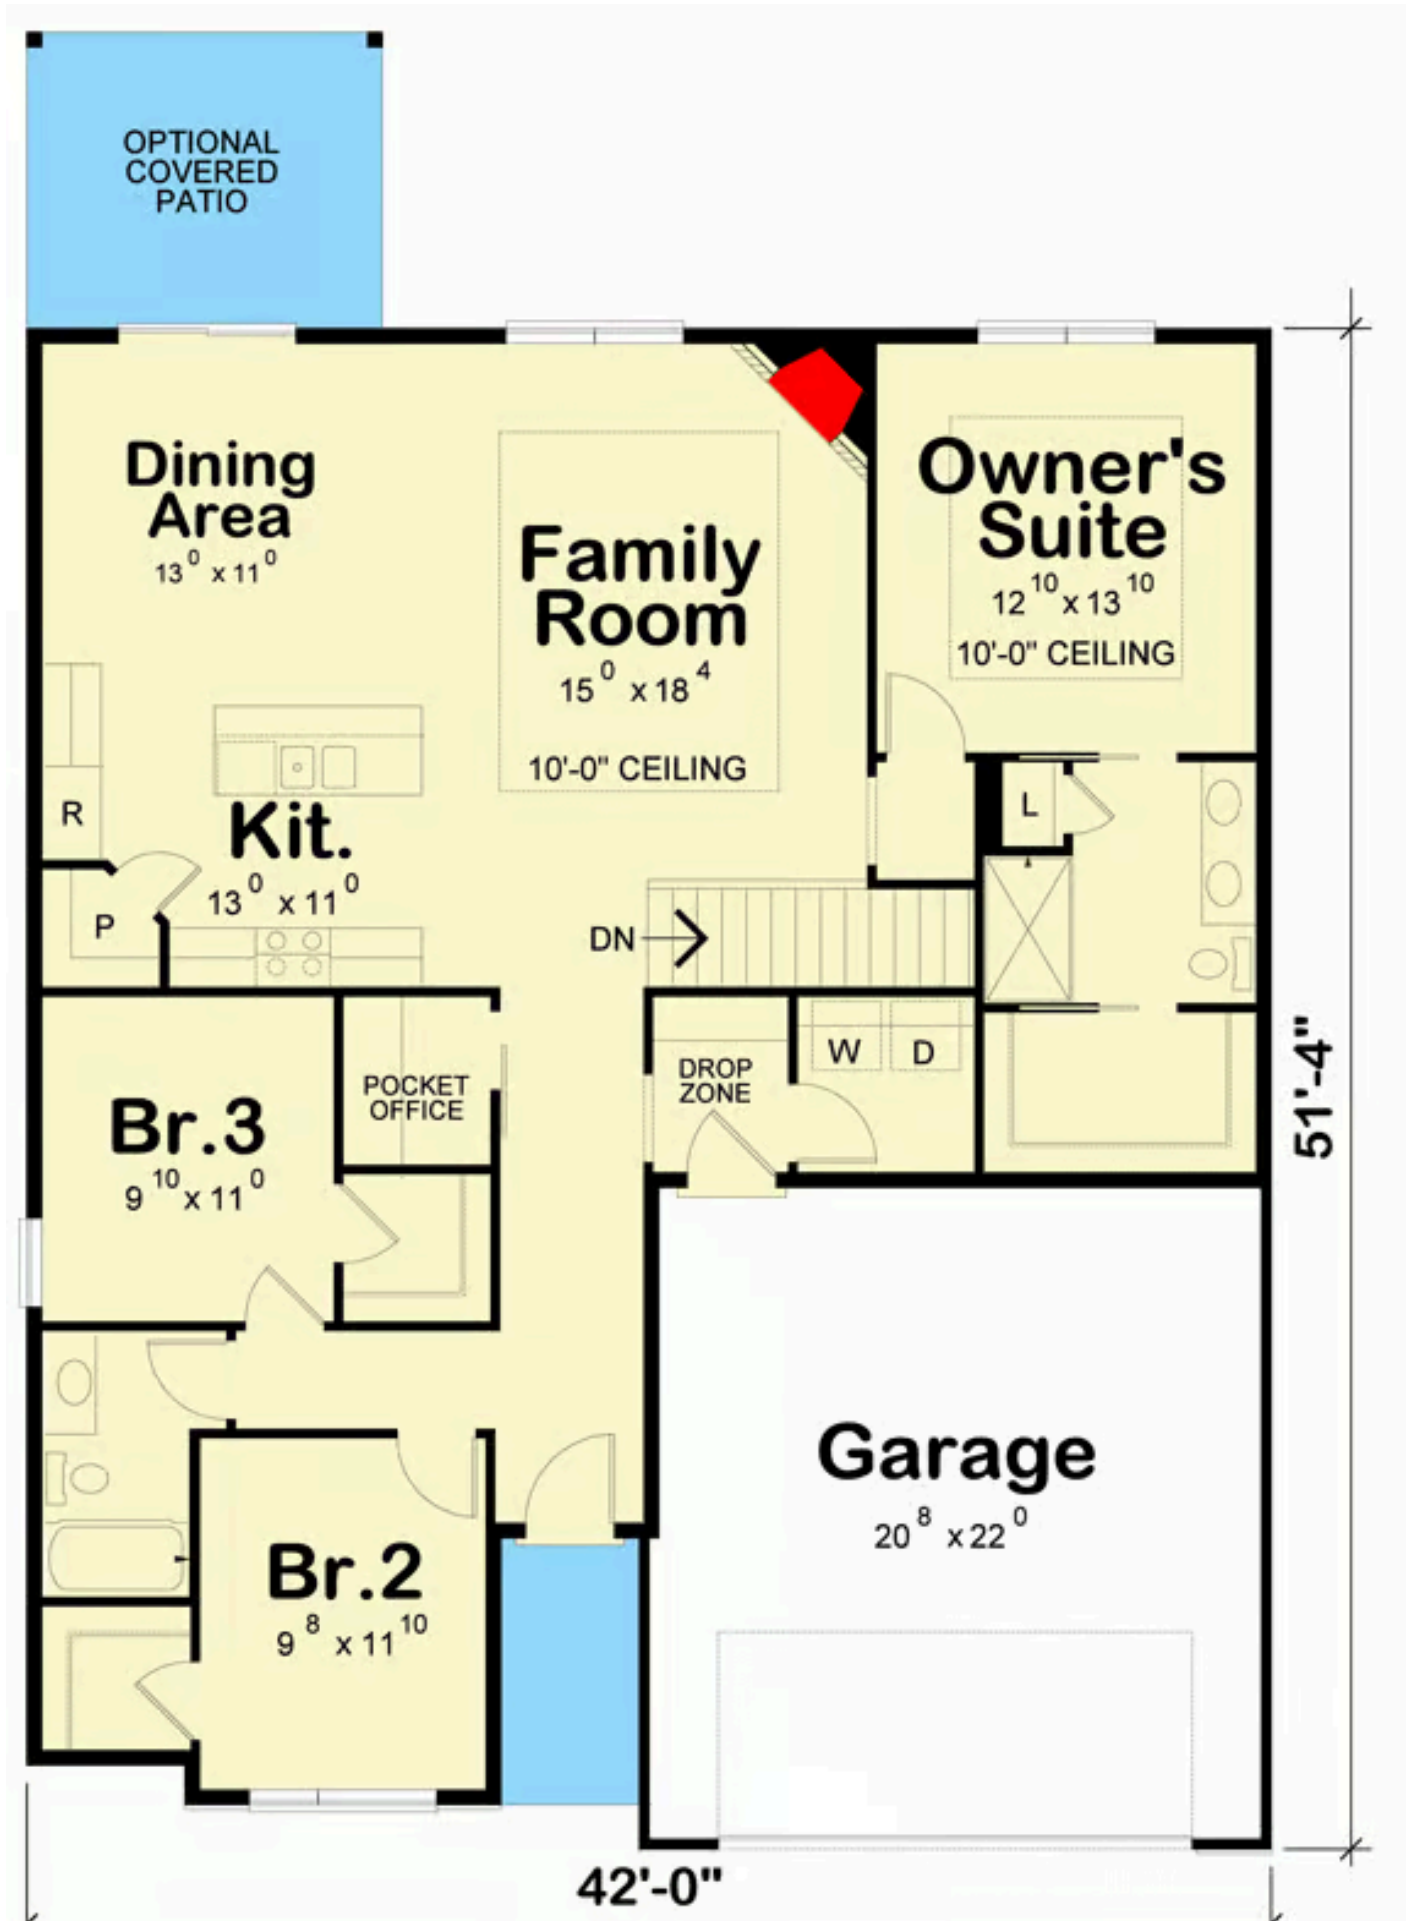 OPTIONAL
COVERED
PATIO
Dining
Area
13⁰ x 11⁰
Family
Room
15⁰ x 18⁴
10'-0" CEILING
Owner's
Suite
12¹⁰ x 13¹⁰
10'-0" CEILING
R
Kit.
13⁰ x 11⁰
P
DN
L
POCKET
OFFICE
DROP
ZONE
W
D
Br.3
9¹⁰ x 11⁰
51'-4"
Garage
20⁸ x 22⁰
Br.2
9⁸ x 11¹⁰
42'-0"